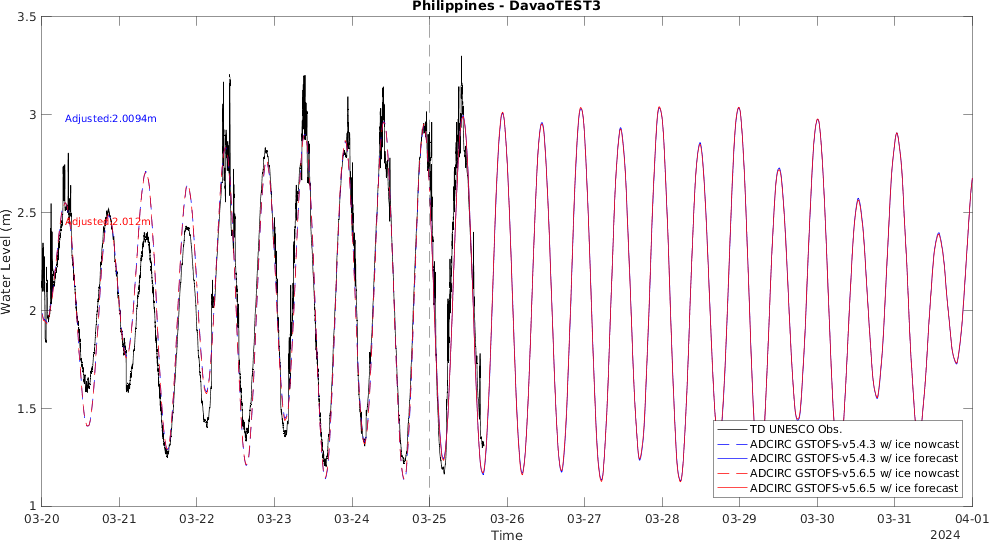 Philippines - DavaoTEST3
Water Level (m)
3.5
3
2.5
2
1.5
1
Adjusted:2.0094m
Adjusted:2.012m
TD UNESCO Obs.
ADCIRC GSTOFS-v5.4.3 w/ ice nowcast
ADCIRC GSTOFS-v5.4.3 w/ ice forecast
ADCIRC GSTOFS-v5.6.5 w/ ice nowcast
ADCIRC GSTOFS-v5.6.5 w/ ice forecast
03-20 03-21 03-22 03-23 03-24 03-25 03-26 03-27 03-28 03-29 03-30 03-31 04-01
Time
2024